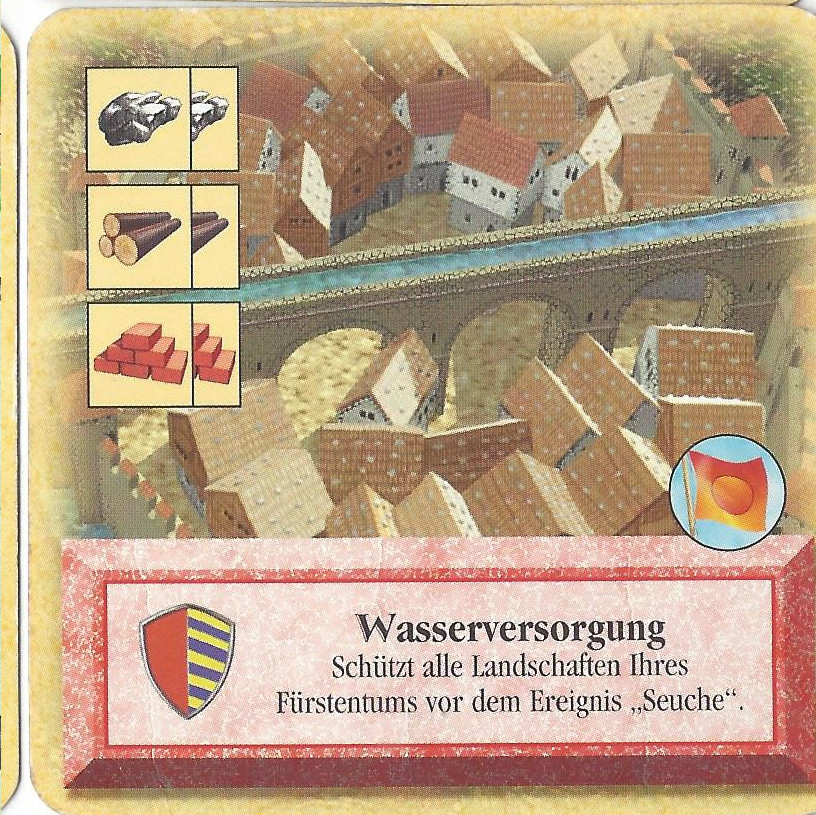 Wasserversorgung
Schützt alle Landschaften Ihres
Fürstentums vor dem Ereignis „Seuche“.